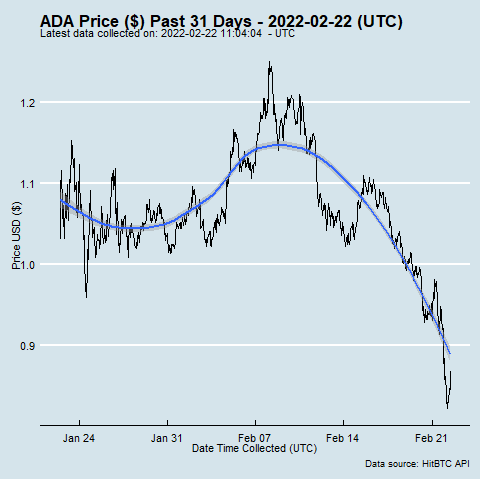 ADA Price ($) Past 31 Days - 2022-02-22 (UTC)
Latest data collected on: 2022-02-22 11:04:04 - UTC
1.2
1.1
1.0
0.9
Price USD ($)
Jan 24 Jan 31 Feb 07 Feb 14 Feb 21
Date Time Collected (UTC)
Data source: HitBTC API